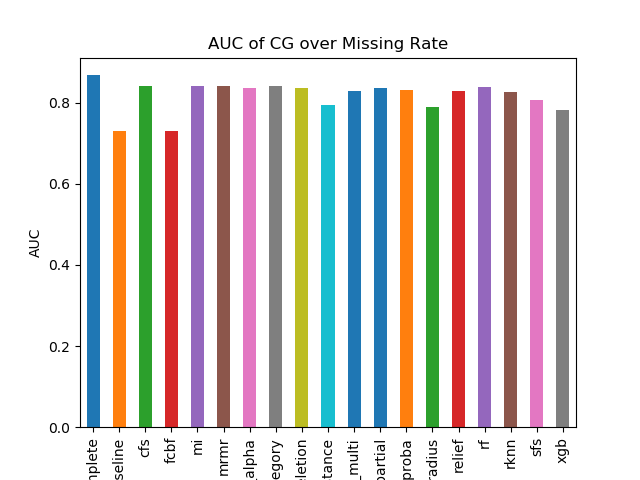 AUC of CG over Missing Rate
AUC
0.8
0.6
0.4
0.2
0.0
nplete
seline
cfs
fcbf
mi
mrmr
alpha
egory
letion
tance
_multi
partial
proba
radius
relief
rf
rknn
sfs
xgb